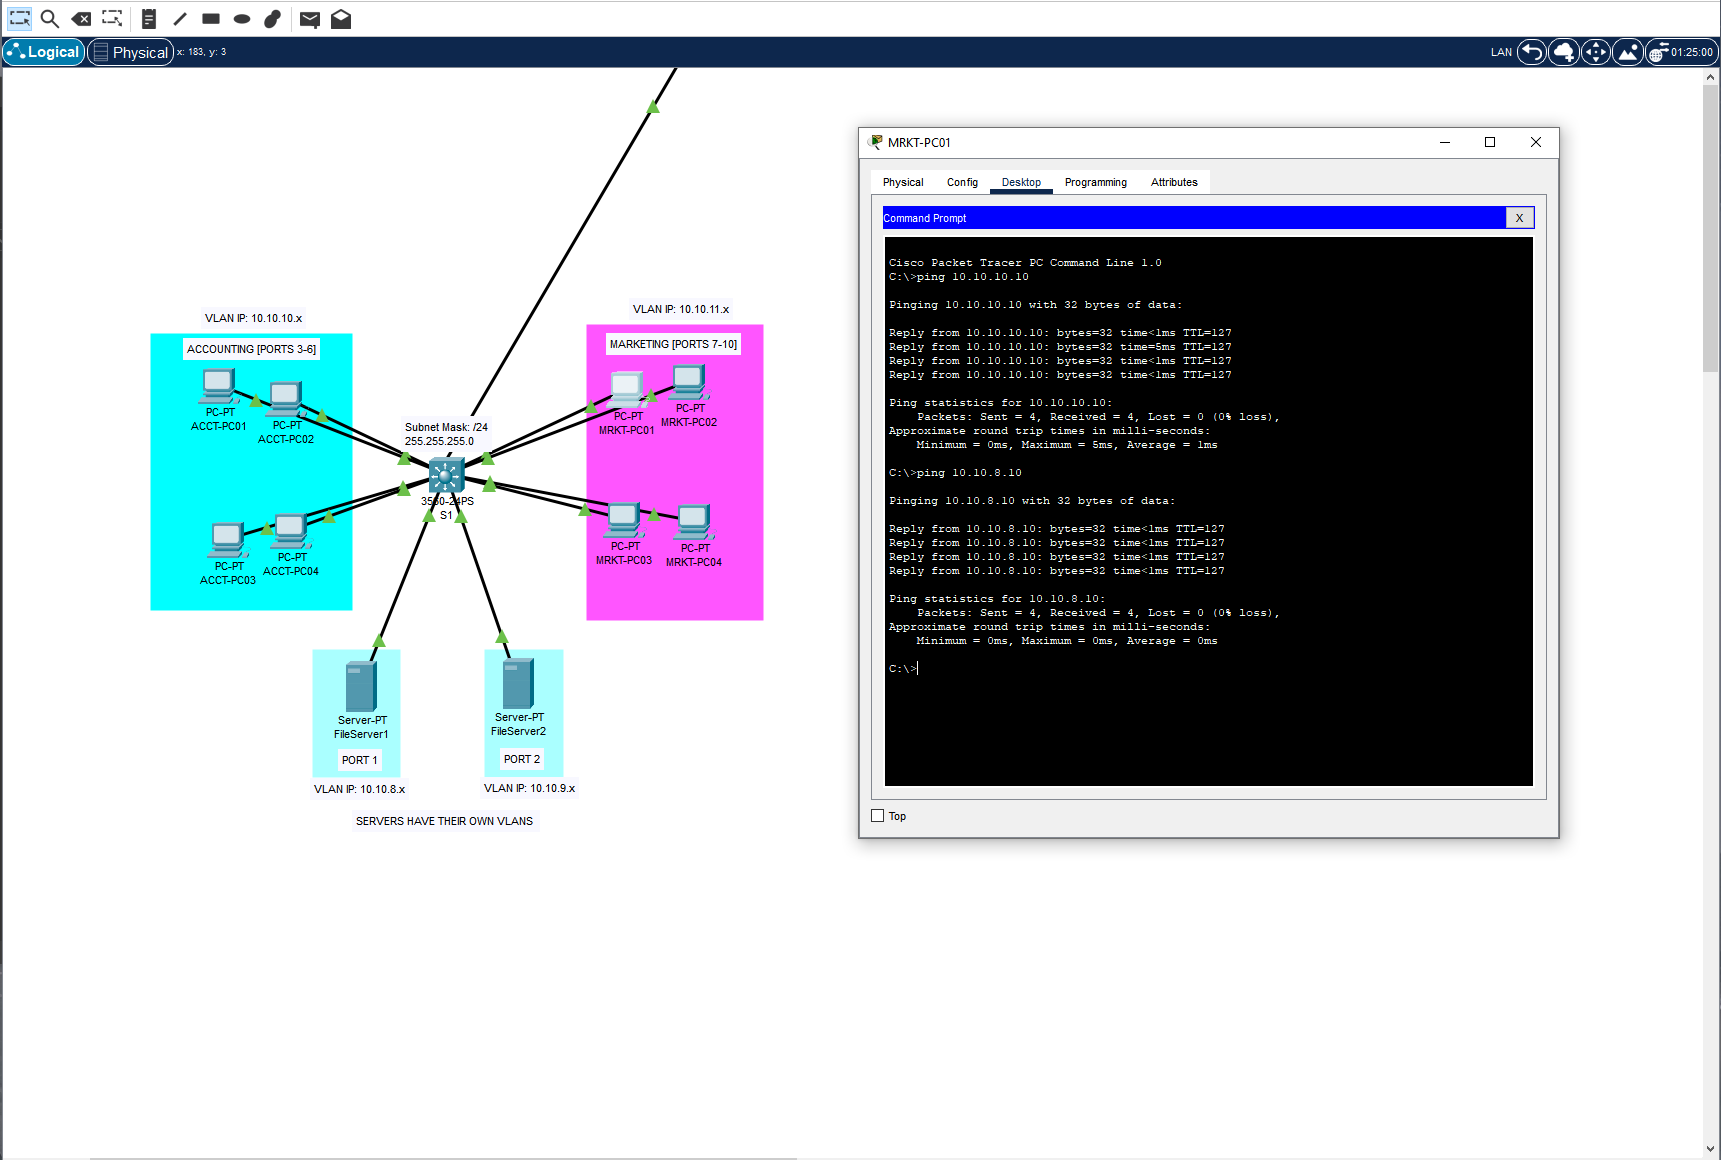 Logical
Physical
x: 183, y: 3
LAN
01:25:00
VLAN IP: 10.10.10.x
ACCOUNTING [PORTS 3-6]
PC-PT
ACCT-PC01
PC-PT
ACCT-PC02
PC-PT
ACCT-PC03
PC-PT
ACCT-PC04
Subnet Mask: /24
255.255.255.0
3560-24PS
S1
VLAN IP: 10.10.11.x
MARKETING [PORTS 7-10]
PC-PT
MRKT-PC01
PC-PT
MRKT-PC02
PC-PT
MRKT-PC03
PC-PT
MRKT-PC04
Server-PT
FileServer1
PORT 1
VLAN IP: 10.10.8.x
Server-PT
FileServer2
PORT 2
VLAN IP: 10.10.9.x
SERVERS HAVE THEIR OWN VLANS
MRKT-PC01
Physical
Config
Desktop
Programming
Attributes
Command Prompt
X
Cisco Packet Tracer PC Command Line 1.0
C:\>ping 10.10.10.10
Pinging 10.10.10.10 with 32 bytes of data:
Reply from 10.10.10.10: bytes=32 time<1ms TTL=127
Reply from 10.10.10.10: bytes=32 time=5ms TTL=127
Reply from 10.10.10.10: bytes=32 time<1ms TTL=127
Reply from 10.10.10.10: bytes=32 time<1ms TTL=127
Ping statistics for 10.10.10.10:
Packets: Sent = 4, Received = 4, Lost = 0 (0% loss),
Approximate round trip times in milli-seconds:
Minimum = 0ms, Maximum = 5ms, Average = 1ms
C:\>ping 10.10.8.10
Pinging 10.10.8.10 with 32 bytes of data:
Reply from 10.10.8.10: bytes=32 time<1ms TTL=127
Reply from 10.10.8.10: bytes=32 time<1ms TTL=127
Reply from 10.10.8.10: bytes=32 time<1ms TTL=127
Reply from 10.10.8.10: bytes=32 time<1ms TTL=127
Ping statistics for 10.10.8.10:
Packets: Sent = 4, Received = 4, Lost = 0 (0% loss),
Approximate round trip times in milli-seconds:
Minimum = 0ms, Maximum = 0ms, Average = 0ms
C:\>
Top